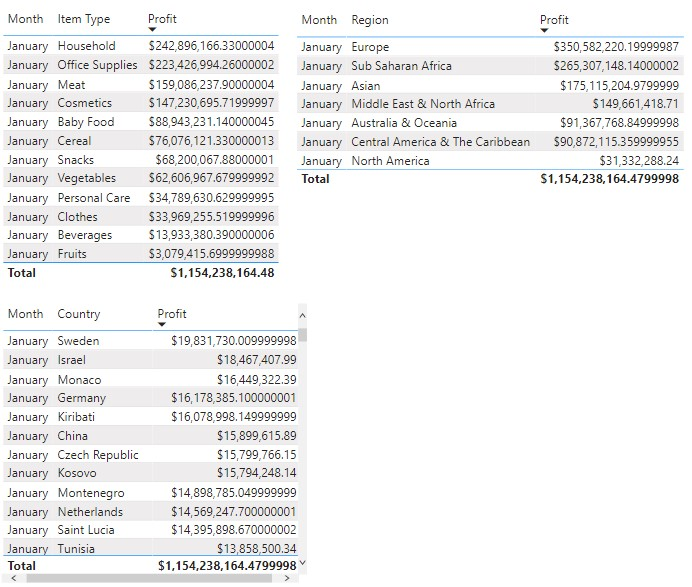 Month Item Type Profit
January Household $242,896,166.33000004
January Office Supplies $223,426,994.26000002
January Meat $159,086,237.90000004
January Cosmetics $147,230,695.71999997
January Baby Food $88,943,231.140000045
January Cereal $76,076,121.330000013
January Snacks $68,200,067.88000001
January Vegetables $62,606,967.679999992
January Personal Care $34,789,630.629999995
January Clothes $33,969,255.519999996
January Beverages $13,933,380.390000006
January Fruits $3,079,415.6999999988
Total $1,154,238,164.48
Month Region Profit
January Europe $350,582,220.19999987
January Sub Saharan Africa $265,307,148.14000002
January Asian $175,115,204.9799999
January Middle East & North Africa $149,661,418.71
January Australia & Oceania $91,367,768.84999998
January Central America & The Caribbean $90,872,115.359999955
January North America $31,332,288.24
Total $1,154,238,164.4799998
Month Country Profit
January Sweden $19,831,730.009999998
January Israel $18,467,407.99
January Monaco $16,449,322.39
January Germany $16,178,385.100000001
January Kiribati $16,078,998.149999999
January China $15,899,615.89
January Czech Republic $15,799,766.15
January Kosovo $15,794,248.14
January Montenegro $14,898,785.049999999
January Netherlands $14,569,247.700000001
January Saint Lucia $14,395,898.670000002
January Tunisia $13,858,500.34
Total $1,154,238,164.4799998